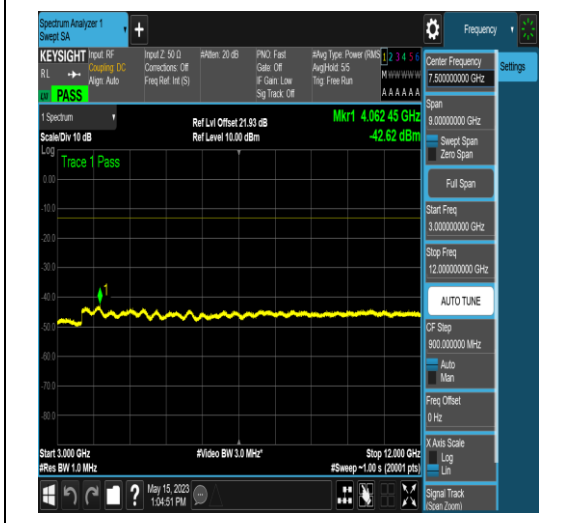 Spectrum Analyzer 1
Swept SA
+
Frequency
KEYSIGHT
RL
PASS
Input: RF
Coupling: DC
Align: Auto
Input Z: 50 Ω
Corrections: Off
Freq Ref: Int (S)
#Atten: 20 dB
PNO: Fast
Gate: Off
IF Gain: Low
Sig Track: Off
#Avg Type: Power (RMS
Avg|Hold: 5/5
Trig: Free Run
1 2 3 4 5 6
M W W W W W
A A A A A A
Center Frequency
7.500000000 GHz
Settings
Span
9.00000000 GHz
Swept Span
Zero Span
Full Span
Start Freq
3.000000000 GHz
Stop Freq
12.000000000 GHz
AUTO TUNE
CF Step
900.000000 MHz
Auto
Man
Freq Offset
0 Hz
X Axis Scale
Log
Lin
Signal Track
(Span Zoom)
1 Spectrum
Scale/Div 10 dB
Ref Lvl Offset 21.93 dB
Ref Level 10.00 dBm
Mkr1 4.062 45 GHz
-42.62 dBm
Log
Trace 1 Pass
0.00
-10.0
-20.0
-30.0
-40.0
-50.0
-60.0
-70.0
-80.0
1
Start 3.000 GHz
#Res BW 1.0 MHz
#Video BW 3.0 MHz*
Stop 12.000 GHz
#Sweep ~1.00 s (20001 pts)
?
May 15, 2023
1:04:51 PM